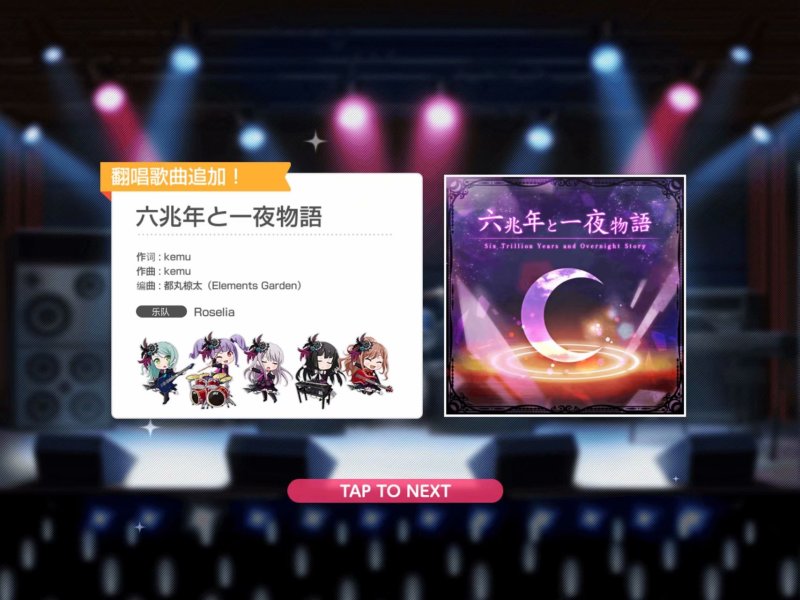 翻唱歌曲追加！
六兆年と一夜物語
作词 : kemu
作曲 : kemu
编曲 : 都丸椋太（Elements Garden）
乐队 Roselia
六兆年と一夜物語
Six Trillion Years and Overnight Story
TAP TO NEXT